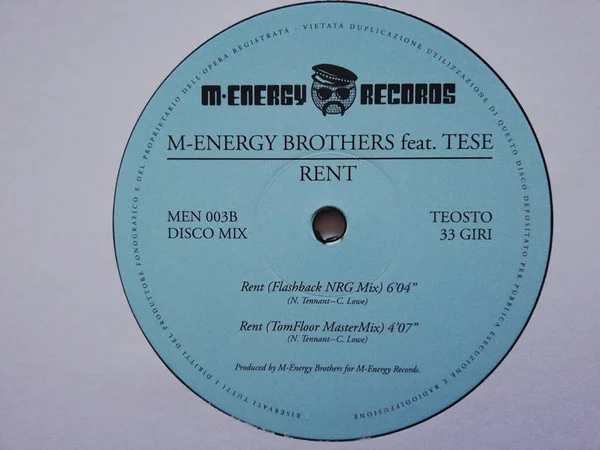 RISERVATI TUTTI I DIRITTI DEL PRODUTTORE FONOGRAFICO E DEL PROPRIETARIO DELL'OPERA REGISTRATA . VIETATA DUPLICAZIONE UTILIZZAZIONE DI QUESTO DISCO DEPOSITATO PER PUBBLICA ESECUZIONE E RADIODIFFUSIONE
M·ENERGY RECORDS
M-ENERGY BROTHERS feat. TESE
RENT
MEN 003B TEOSTO
DISCO MIX 33 GIRI
Rent (Flashback NRG Mix) 6'04"
(N. Tennant–C. Lowe)
Rent (TomFloor MasterMix) 4'07"
(N. Tennant–C. Lowe)
Produced by M-Energy Brothers for M-Energy Records.